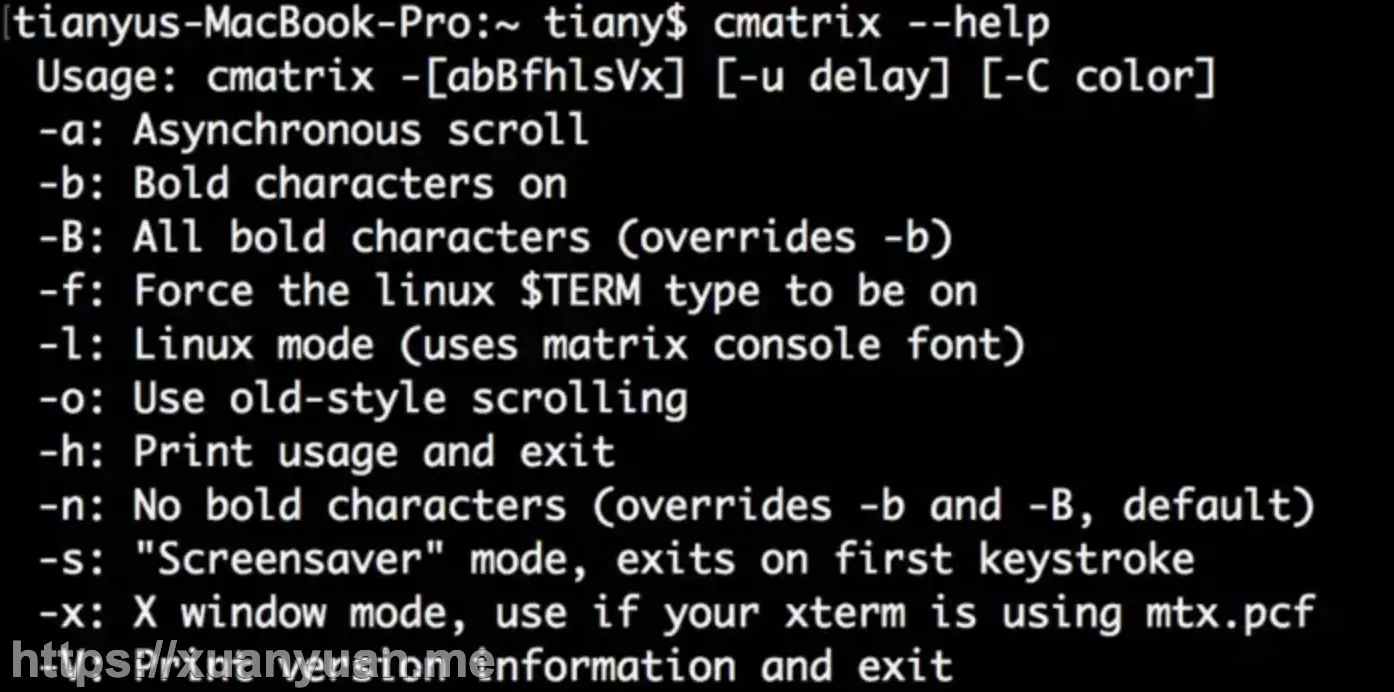 [tianyus-MacBook-Pro:~ tiany$ cmatrix --help
Usage: cmatrix -[abBfhlsVx] [-u delay] [-C color]
-a: Asynchronous scroll
-b: Bold characters on
-B: All bold characters (overrides -b)
-f: Force the linux $TERM type to be on
-l: Linux mode (uses matrix console font)
-o: Use old-style scrolling
-h: Print usage and exit
-n: No bold characters (overrides -b and -B, default)
-s: "Screensaver" mode, exits on first keystroke
-x: X window mode, use if your xterm is using mtx.pcf
-V: Print version information and exit
https://xuanyuan.me